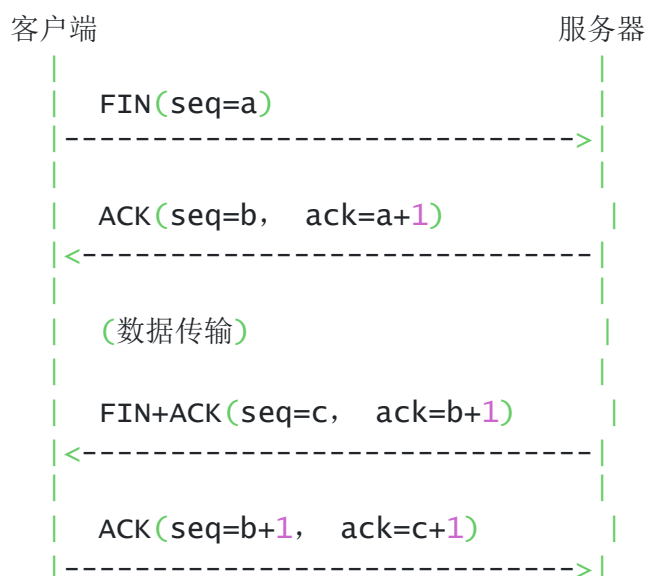 客户端 服务器
| |
| FIN(seq=a) |
|----------------------------->|
| |
| ACK(seq=b， ack=a+1) |
|<-----------------------------|
| |
| (数据传输) |
| |
| FIN+ACK(seq=c， ack=b+1) |
|<-----------------------------|
| |
| ACK(seq=b+1， ack=c+1) |
|----------------------------->|